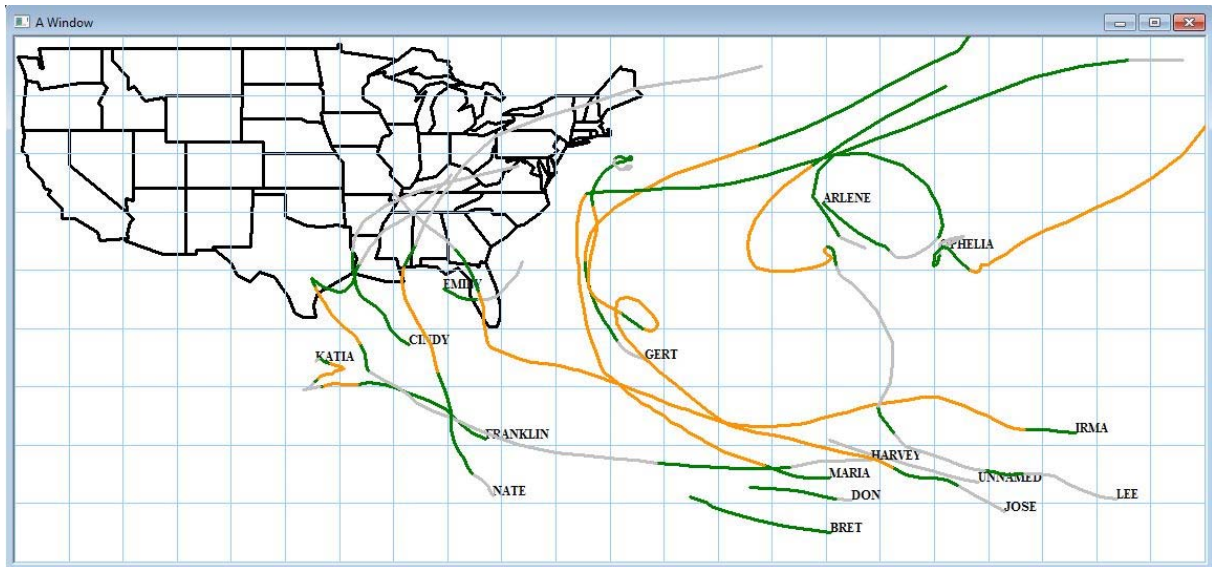 A Window
ARLENE
OPHELIA
EMILY
CINDY
GERT
KATIA
IRMA
FRANKLIN
HARVEY
MARIA
UNNAMED
NATE
DON
LEE
JOSE
BRET